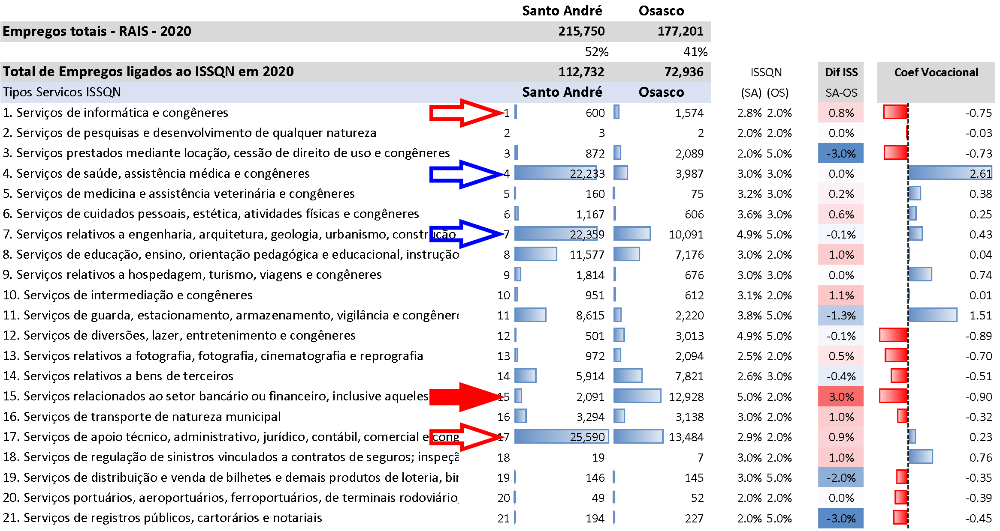 Santo André Osasco
Empregos totais - RAIS - 2020 215,750 177,201
52% 41%
Total de Empregos ligados ao ISSQN em 2020 112,732 72,936 ISSQN Dif ISS Coef Vocacional
Tipos Servicos ISSQN Santo André Osasco (SA) (OS) SA-OS
1. Serviços de informática e congêneres 1 600 1,574 2.8% 2.0% 0.8% -0.75
2. Serviços de pesquisas e desenvolvimento de qualquer natureza 2 3 2 2.0% 2.0% 0.0% -0.03
3. Serviços prestados mediante locação, cessão de direito de uso e congêneres 3 872 2,089 2.0% 5.0% -3.0% -0.73
4. Serviços de saúde, assistência médica e congêneres 4 22,233 3,987 3.0% 3.0% 0.0% 2.61
5. Serviços de medicina e assistência veterinária e congêneres 5 160 75 3.2% 3.0% 0.2% 0.38
6. Serviços de cuidados pessoais, estética, atividades físicas e congêneres 6 1,167 606 3.6% 3.0% 0.6% 0.25
7. Serviços relativos a engenharia, arquitetura, geologia, urbanismo, construção 7 22,359 10,091 4.9% 5.0% -0.1% 0.43
8. Serviços de educação, ensino, orientação pedagógica e educacional, instrução 8 11,577 7,176 3.0% 2.0% 1.0% 0.04
9. Serviços relativos a hospedagem, turismo, viagens e congêneres 9 1,814 676 3.0% 3.0% 0.0% 0.74
10. Serviços de intermediação e congêneres 10 951 612 3.1% 2.0% 1.1% 0.01
11. Serviços de guarda, estacionamento, armazenamento, vigilância e congênere 11 8,615 2,220 3.8% 5.0% -1.3% 1.51
12. Serviços de diversões, lazer, entretenimento e congêneres 12 501 3,013 4.9% 5.0% -0.1% -0.89
13. Serviços relativos a fotografia, fotografia, cinematografia e reprografia 13 972 2,094 2.5% 2.0% 0.5% -0.70
14. Serviços relativos a bens de terceiros 14 5,914 7,821 2.6% 3.0% -0.4% -0.51
15. Serviços relacionados ao setor bancário ou financeiro, inclusive aqueles 15 2,091 12,928 5.0% 2.0% 3.0% -0.90
16. Serviços de transporte de natureza municipal 16 3,294 3,138 3.0% 2.0% 1.0% -0.32
17. Serviços de apoio técnico, administrativo, jurídico, contábil, comercial e cong 17 25,590 13,484 2.9% 2.0% 0.9% 0.23
18. Serviços de regulação de sinistros vinculados a contratos de seguros; inspeçã 18 19 7 3.0% 2.0% 1.0% 0.76
19. Serviços de distribuição e venda de bilhetes e demais produtos de loteria, bin 19 146 145 3.0% 5.0% -2.0% -0.35
20. Serviços portuários, aeroportuários, ferroportuários, de terminais rodoviário, 20 49 52 2.0% 2.0% 0.0% -0.39
21. Serviços de registros públicos, cartorários e notariais 21 194 227 2.0% 5.0% -3.0% -0.45